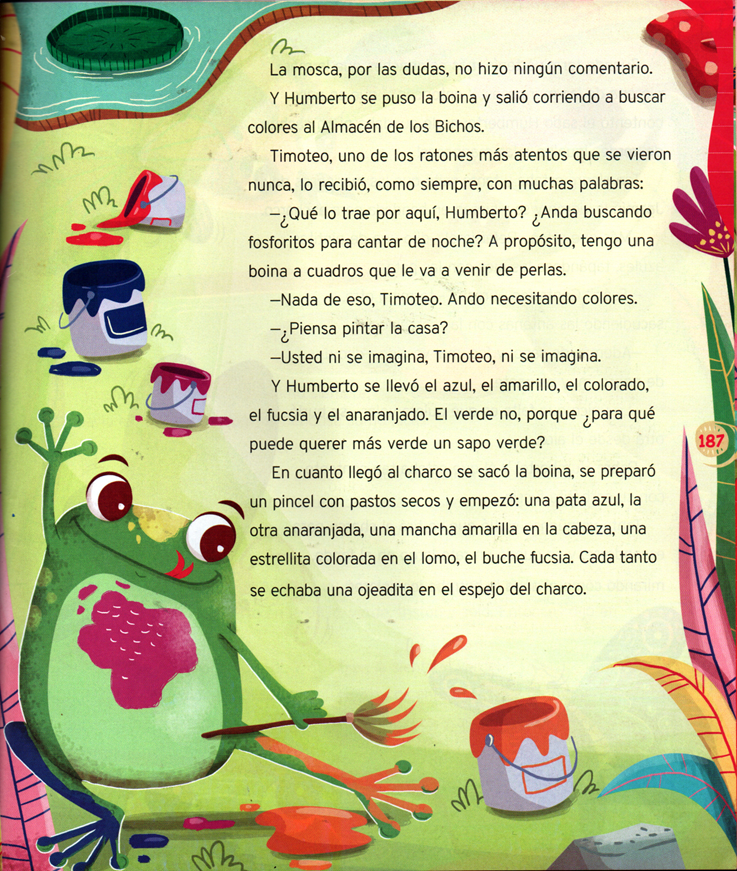 La mosca, por las dudas, no hizo ningún comentario.
Y Humberto se puso la boina y salió corriendo a buscar
colores al Almacén de los Bichos.
Timoteo, uno de los ratones más atentos que se vieron
nunca, lo recibió, como siempre, con muchas palabras:
—¿Qué lo trae por aquí, Humberto? ¿Anda buscando
fosforitos para cantar de noche? A propósito, tengo una
boina a cuadros que le va a venir de perlas.
—Nada de eso, Timoteo. Ando necesitando colores.
—¿Piensa pintar la casa?
—Usted ni se imagina, Timoteo, ni se imagina.
Y Humberto se llevó el azul, el amarillo, el colorado,
el fucsia y el anaranjado. El verde no, porque ¿para qué
puede querer más verde un sapo verde?
En cuanto llegó al charco se sacó la boina, se preparó
un pincel con pastos secos y empezó: una pata azul, la
otra anaranjada, una mancha amarilla en la cabeza, una
estrellita colorada en el lomo, el buche fucsia. Cada tanto
se echaba una ojeadita en el espejo del charco.
187